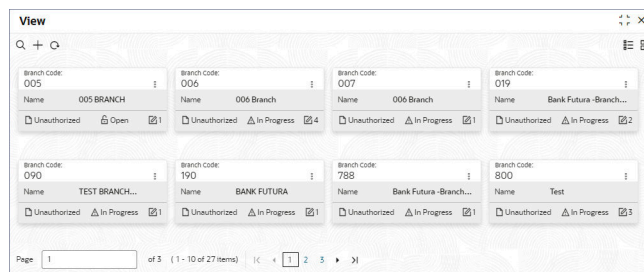 View
Branch Code: Branch Code: Branch Code: Branch Code:
005 006 007 019
Name 005 BRANCH Name 006 Branch Name 006 Branch Name Bank Futura -Branch...
Unauthorized Open 1 Unauthorized In Progress 4 Unauthorized In Progress 1 Unauthorized In Progress 2
Branch Code: Branch Code: Branch Code: Branch Code:
090 190 788 800
Name TEST BRANCH... Name BANK FUTURA Name Bank Futura -Branch... Name Test
Unauthorized In Progress 1 Unauthorized In Progress 1 Unauthorized In Progress 1 Unauthorized In Progress 3
Page 1 of 3 ( 1 - 10 of 27 items) 1 2 3